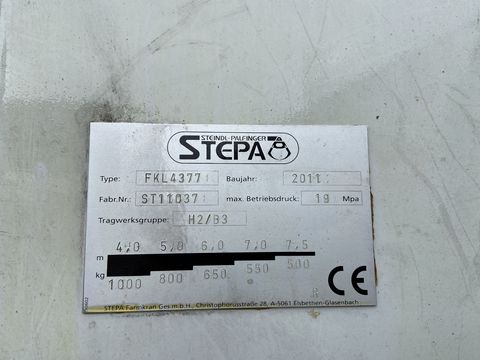 STEINDL-PALFINGER
STEPA
Type: FKL4377 Baujahr: 2011
Fabr.Nr.: ST11037 max. Betriebsdruck: 19 Mpa
Tragwerksgruppe: H2/B3
m 4,0 5,0 6,0 7,0 7,5
kg 1000 800 650 550 500
CE
STEPA Farmkran Ges.m.b.H., Christophorusstraße 28, A-5061 Elsbethen-Glasenbach